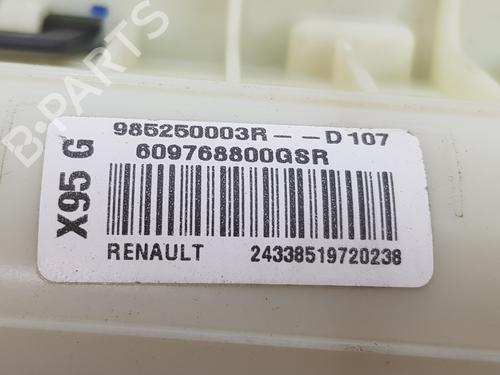 985250003R - - D 107
609768800GSR
X95 G
RENAULT 24338519720238
B-PARTS